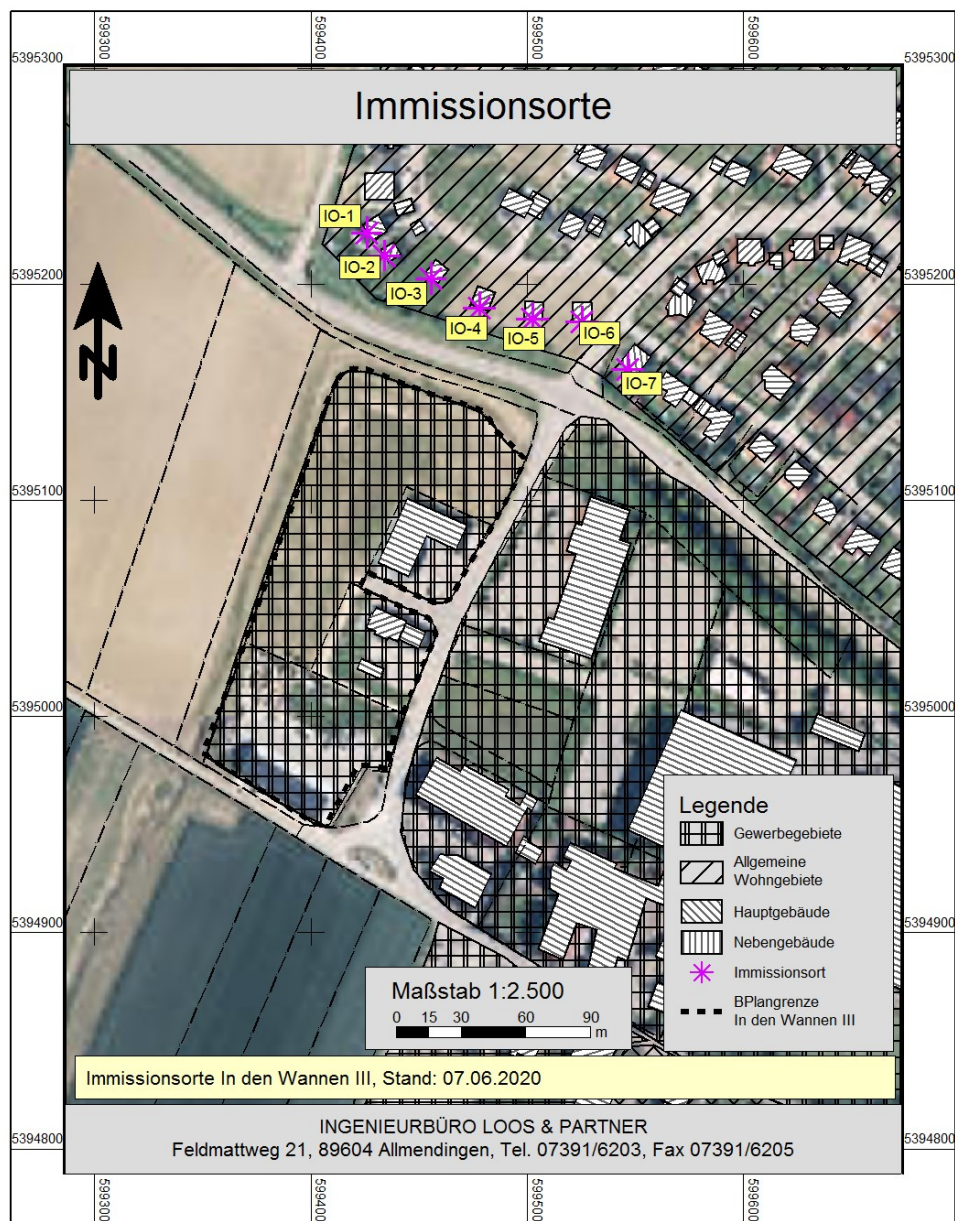 599300 599400 599500 599600
5395300 5395300
Immissionsorte
IO-1
IO-2
IO-3
IO-4
IO-5
IO-6
IO-7
5395200 5395200
5395100 5395100
5395000 5395000
5394900 5394900
5394800 5394800
N
Legende
Gewerbegebiete
Allgemeine
Wohngebiete
Hauptgebäude
Nebengebäude
Immissionsort
BPlangrenze
In den Wannen III
Maßstab 1:2.500
0 15 30 60 90
m
Immissionsorte In den Wannen III, Stand: 07.06.2020
INGENIEURBÜRO LOOS & PARTNER
Feldmattweg 21, 89604 Allmendingen, Tel. 07391/6203, Fax 07391/6205
599300 599400 599500 599600